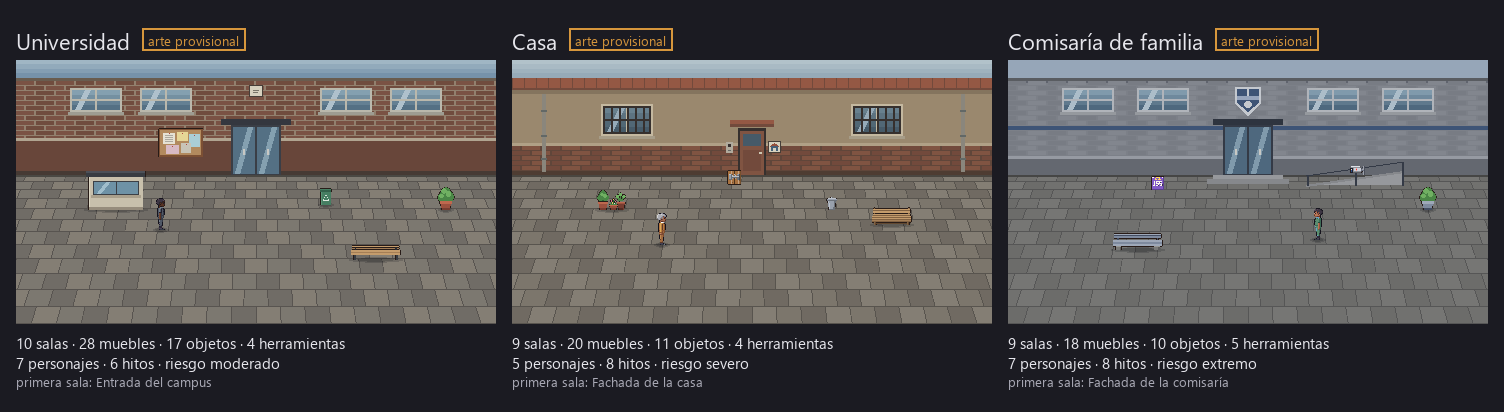 Universidad arte provisional
10 salas · 28 muebles · 17 objetos · 4 herramientas
7 personajes · 6 hitos · riesgo moderado
primera sala: Entrada del campus
Casa arte provisional
9 salas · 20 muebles · 11 objetos · 4 herramientas
5 personajes · 8 hitos · riesgo severo
primera sala: Fachada de la casa
Comisaría de familia arte provisional
155
9 salas · 18 muebles · 10 objetos · 5 herramientas
7 personajes · 8 hitos · riesgo extremo
primera sala: Fachada de la comisaría